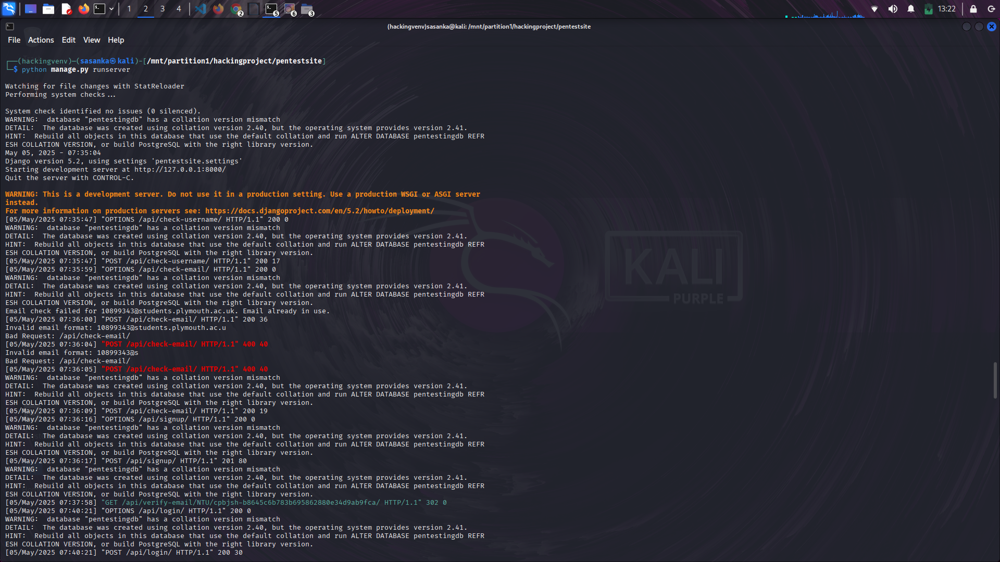 1 2 3 4
2
5
6
3
13:22
(hackingvenv)sasanka@kali: /mnt/partition1/hackingproject/pentestsite
File Actions Edit View Help
┌──(hackingvenv)─(sasanka㉿kali)-[/mnt/partition1/hackingproject/pentestsite]
└─$ python manage.py runserver
Watching for file changes with StatReloader
Performing system checks...
System check identified no issues (0 silenced).
WARNING:  database "pentestingdb" has a collation version mismatch
DETAIL:  The database was created using collation version 2.40, but the operating system provides version 2.41.
HINT:  Rebuild all objects in this database that use the default collation and run ALTER DATABASE pentestingdb REFR
ESH COLLATION VERSION, or build PostgreSQL with the right library version.
May 05, 2025 - 07:35:04
Django version 5.2, using settings 'pentestsite.settings'
Starting development server at http://127.0.0.1:8000/
Quit the server with CONTROL-C.
WARNING: This is a development server. Do not use it in a production setting. Use a production WSGI or ASGI server
instead.
For more information on production servers see: https://docs.djangoproject.com/en/5.2/howto/deployment/
[05/May/2025 07:35:47] "OPTIONS /api/check-username/ HTTP/1.1" 200 0
WARNING:  database "pentestingdb" has a collation version mismatch
DETAIL:  The database was created using collation version 2.40, but the operating system provides version 2.41.
HINT:  Rebuild all objects in this database that use the default collation and run ALTER DATABASE pentestingdb REFR
ESH COLLATION VERSION, or build PostgreSQL with the right library version.
[05/May/2025 07:35:47] "POST /api/check-username/ HTTP/1.1" 200 17
[05/May/2025 07:35:59] "OPTIONS /api/check-email/ HTTP/1.1" 200 0
WARNING:  database "pentestingdb" has a collation version mismatch
DETAIL:  The database was created using collation version 2.40, but the operating system provides version 2.41.
HINT:  Rebuild all objects in this database that use the default collation and run ALTER DATABASE pentestingdb REFR
ESH COLLATION VERSION, or build PostgreSQL with the right library version.
Email check failed for 10899343@students.plymouth.ac.uk. Email already in use.
[05/May/2025 07:36:00] "POST /api/check-email/ HTTP/1.1" 200 36
Invalid email format: 10899343@students.plymouth.ac.u
Bad Request: /api/check-email/
[05/May/2025 07:36:04] "POST /api/check-email/ HTTP/1.1" 400 40
Invalid email format: 10899343@s
Bad Request: /api/check-email/
[05/May/2025 07:36:05] "POST /api/check-email/ HTTP/1.1" 400 40
WARNING:  database "pentestingdb" has a collation version mismatch
DETAIL:  The database was created using collation version 2.40, but the operating system provides version 2.41.
HINT:  Rebuild all objects in this database that use the default collation and run ALTER DATABASE pentestingdb REFR
ESH COLLATION VERSION, or build PostgreSQL with the right library version.
[05/May/2025 07:36:09] "POST /api/check-email/ HTTP/1.1" 200 19
[05/May/2025 07:36:16] "OPTIONS /api/signup/ HTTP/1.1" 200 0
WARNING:  database "pentestingdb" has a collation version mismatch
DETAIL:  The database was created using collation version 2.40, but the operating system provides version 2.41.
HINT:  Rebuild all objects in this database that use the default collation and run ALTER DATABASE pentestingdb REFR
ESH COLLATION VERSION, or build PostgreSQL with the right library version.
[05/May/2025 07:36:17] "POST /api/signup/ HTTP/1.1" 201 80
WARNING:  database "pentestingdb" has a collation version mismatch
DETAIL:  The database was created using collation version 2.40, but the operating system provides version 2.41.
HINT:  Rebuild all objects in this database that use the default collation and run ALTER DATABASE pentestingdb REFR
ESH COLLATION VERSION, or build PostgreSQL with the right library version.
[05/May/2025 07:37:58] "GET /api/verify-email/NTU/cpbjsh-b8645c6b783b695862880e34d9ab9fca/ HTTP/1.1" 302 0
[05/May/2025 07:40:21] "OPTIONS /api/login/ HTTP/1.1" 200 0
WARNING:  database "pentestingdb" has a collation version mismatch
DETAIL:  The database was created using collation version 2.40, but the operating system provides version 2.41.
HINT:  Rebuild all objects in this database that use the default collation and run ALTER DATABASE pentestingdb REFR
ESH COLLATION VERSION, or build PostgreSQL with the right library version.
[05/May/2025 07:40:21] "POST /api/login/ HTTP/1.1" 200 30
KALI
PURPLE